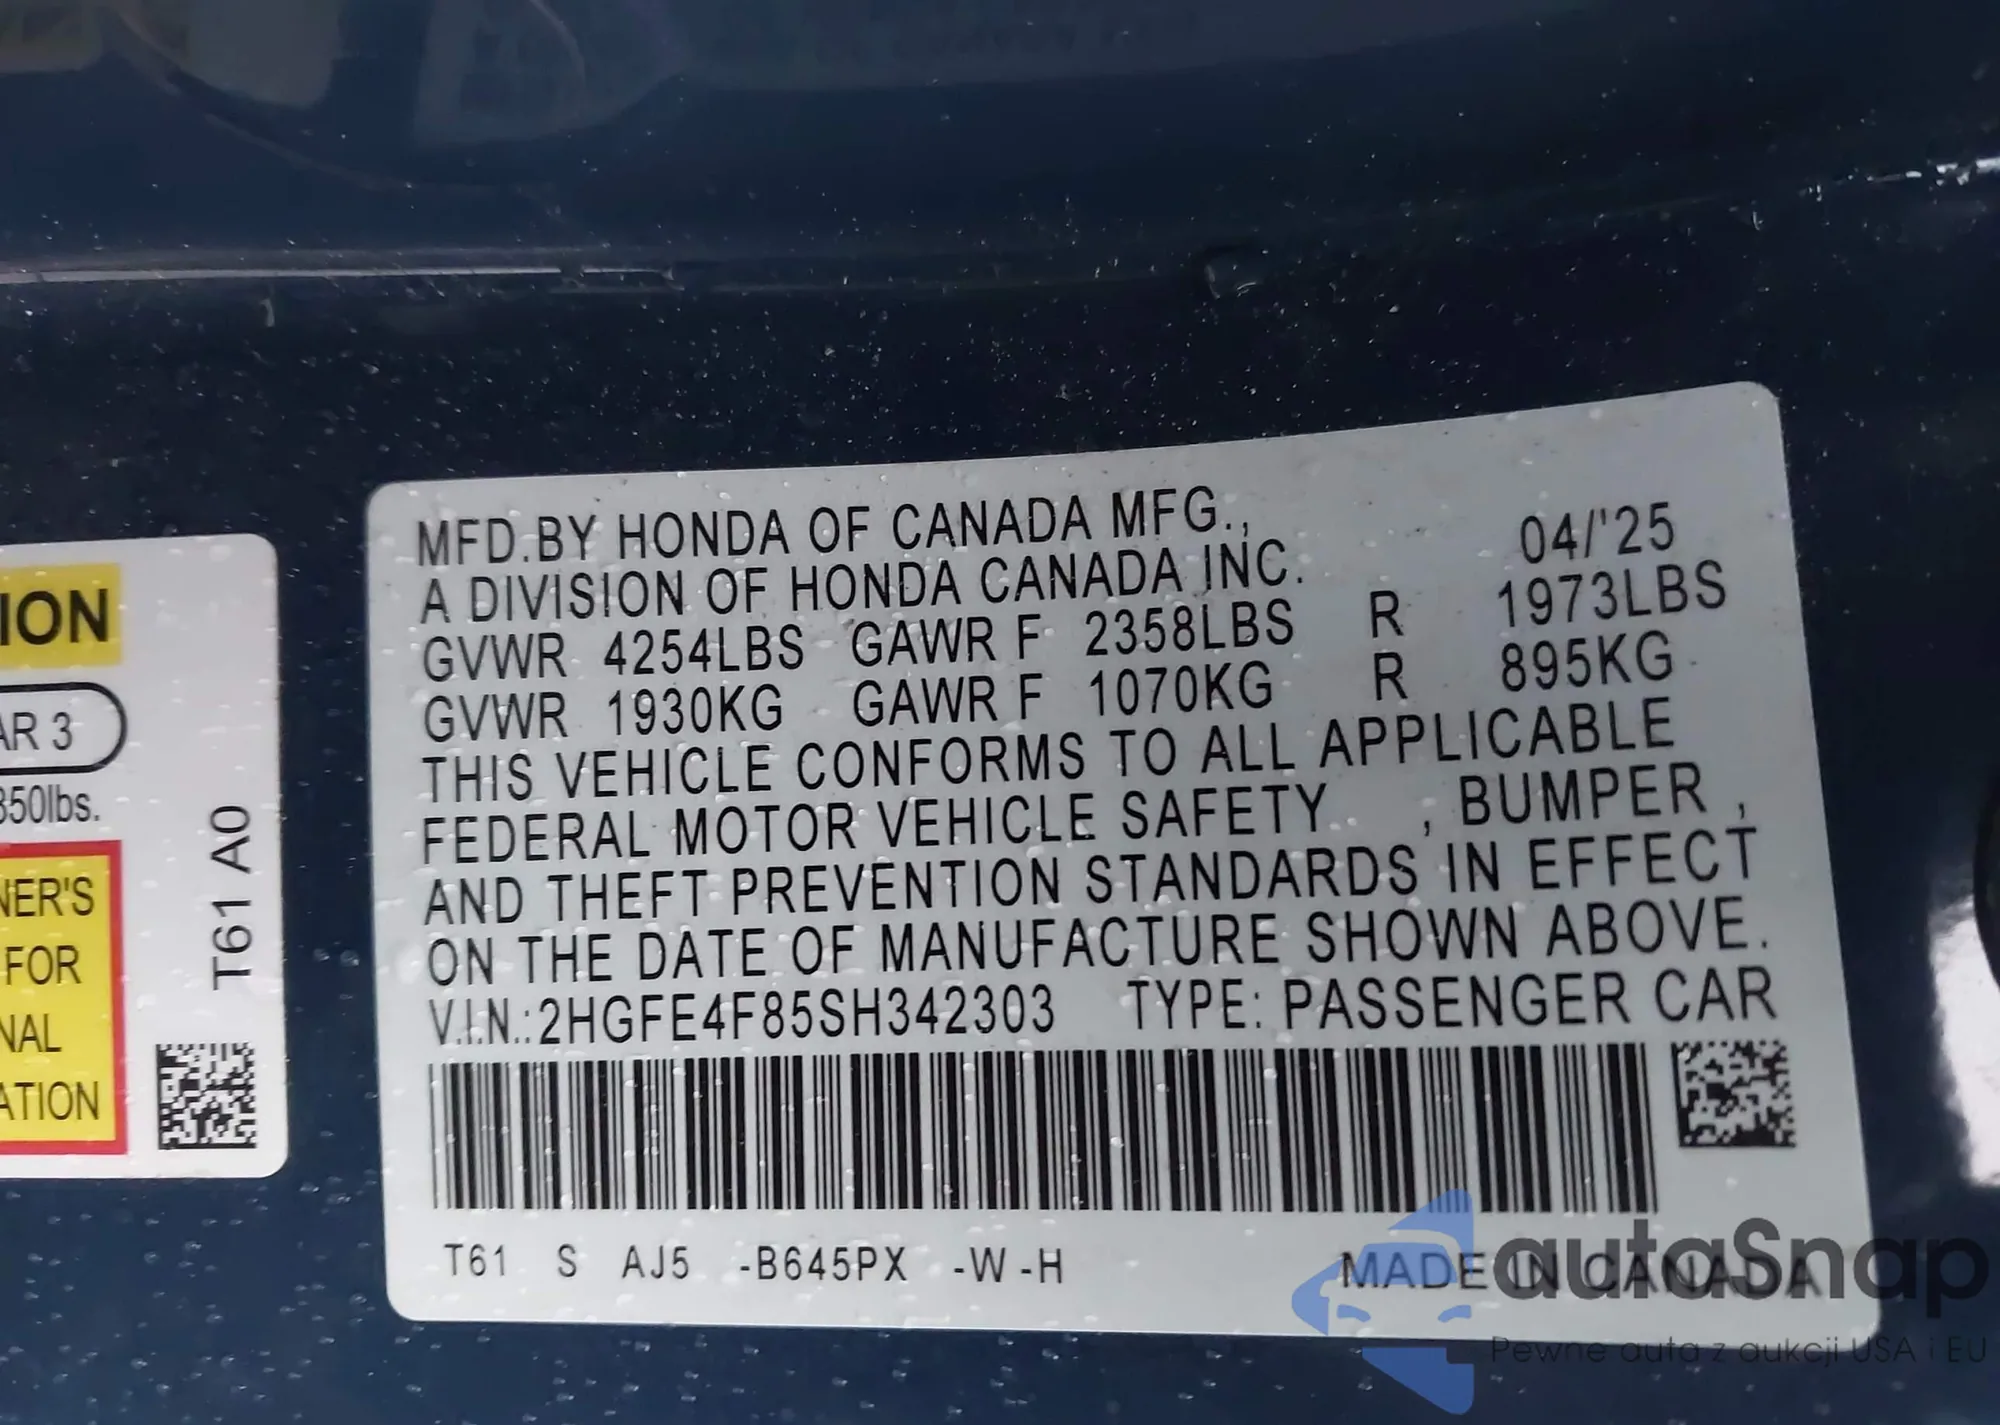 ION
AR 3
350lbs.
NER'S
FOR
NAL
ATION
T61 A0
MFD.BY HONDA OF CANADA MFG., 04/'25
A DIVISION OF HONDA CANADA INC.
GVWR 4254LBS GAWR F 2358LBS R 1973LBS
GVWR 1930KG GAWR F 1070KG R 895KG
THIS VEHICLE CONFORMS TO ALL APPLICABLE
FEDERAL MOTOR VEHICLE SAFETY , BUMPER ,
AND THEFT PREVENTION STANDARDS IN EFFECT
ON THE DATE OF MANUFACTURE SHOWN ABOVE.
V.I.N.:2HGFE4F85SH342303 TYPE: PASSENGER CAR
T61 S AJ5 -B645PX -W -H MADE IN CANADA
autoSnap
Pewne auta z aukcji USA i EU